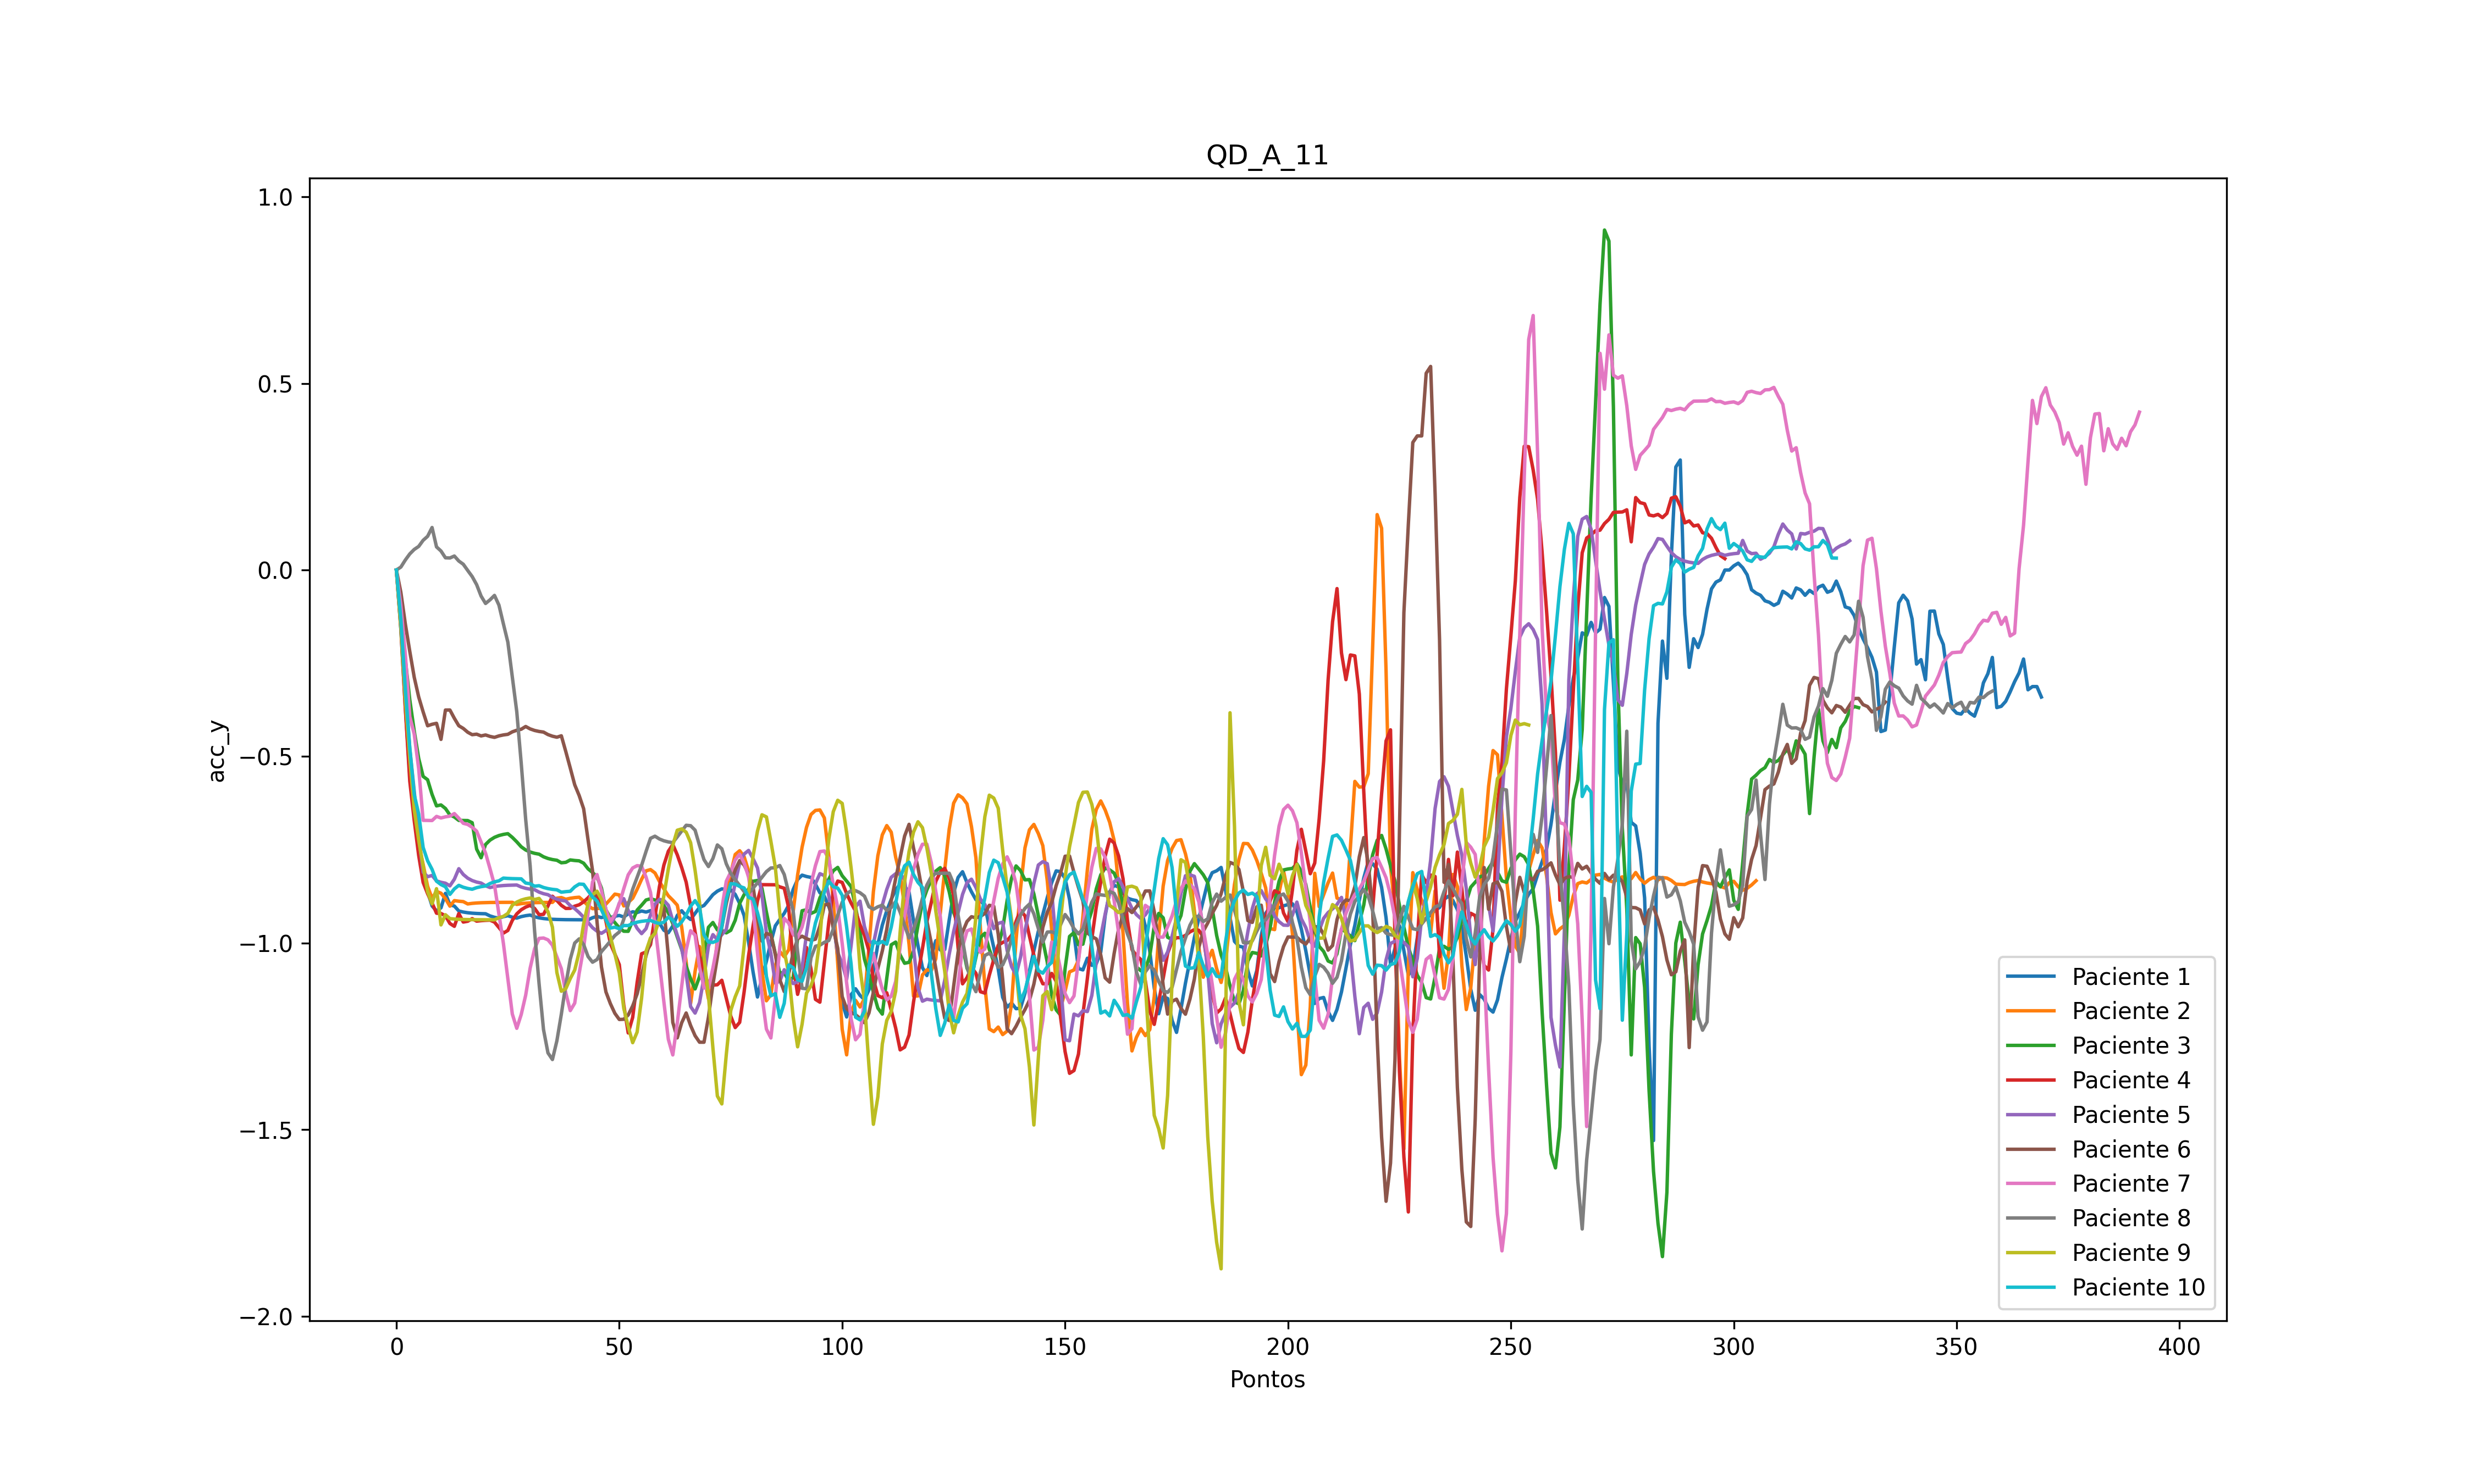 QD_A_11
1.0
0.5
0.0
−0.5
−1.0
−1.5
−2.0
acc_y
0 50 100 150 200 250 300 350 400
Pontos
Paciente 1
Paciente 2
Paciente 3
Paciente 4
Paciente 5
Paciente 6
Paciente 7
Paciente 8
Paciente 9
Paciente 10